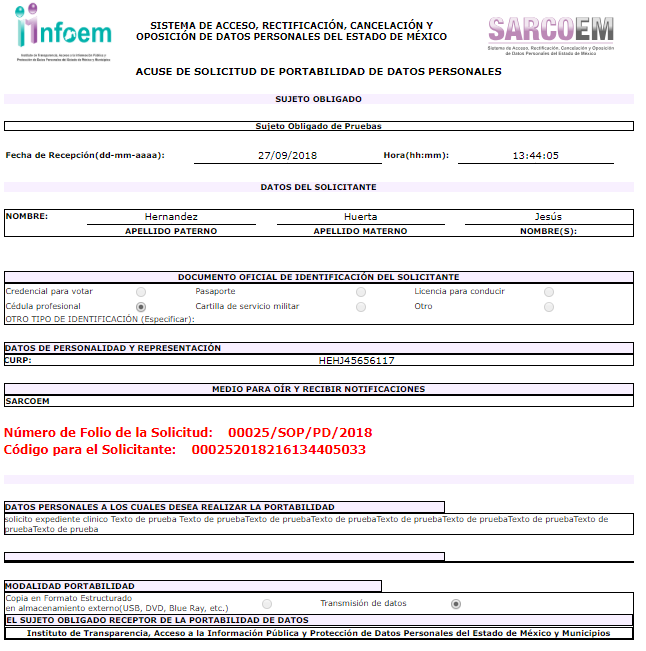 infoem
Instituto de Transparencia, Acceso a la Información Pública y
Protección de Datos Personales del Estado de México y Municipios
SISTEMA DE ACCESO, RECTIFICACIÓN, CANCELACIÓN Y
OPOSICIÓN DE DATOS PERSONALES DEL ESTADO DE MÉXICO
SARCOEM
Sistema de Acceso, Rectificación, Cancelación y Oposición
de Datos Personales del Estado de México
ACUSE DE SOLICITUD DE PORTABILIDAD DE DATOS PERSONALES
SUJETO OBLIGADO
Sujeto Obligado de Pruebas
Fecha de Recepción(dd-mm-aaaa): 27/09/2018 Hora(hh:mm): 13:44:05
DATOS DEL SOLICITANTE
NOMBRE: Hernandez Huerta Jesús
APELLIDO PATERNO APELLIDO MATERNO NOMBRE(S):
DOCUMENTO OFICIAL DE IDENTIFICACIÓN DEL SOLICITANTE
Credencial para votar Pasaporte Licencia para conducir
Cédula profesional Cartilla de servicio militar Otro
OTRO TIPO DE IDENTIFICACIÓN (Especificar):
DATOS DE PERSONALIDAD Y REPRESENTACIÓN
CURP: HEHJ45656117
MEDIO PARA OÍR Y RECIBIR NOTIFICACIONES
SARCOEM
Número de Folio de la Solicitud: 00025/SOP/PD/2018
Código para el Solicitante: 000252018216134405033
DATOS PERSONALES A LOS CUALES DESEA REALIZAR LA PORTABILIDAD
solicito expediente clinico Texto de prueba Texto de pruebaTexto de pruebaTexto de pruebaTexto de pruebaTexto de pruebaTexto de pruebaTexto de
pruebaTexto de prueba
MODALIDAD PORTABILIDAD
Copia en Formato Estructurado
en almacenamiento externo(USB, DVD, Blue Ray, etc.) Transmisión de datos
EL SUJETO OBLIGADO RECEPTOR DE LA PORTABILIDAD DE DATOS
Instituto de Transparencia, Acceso a la Información Pública y Protección de Datos Personales del Estado de México y Municipios